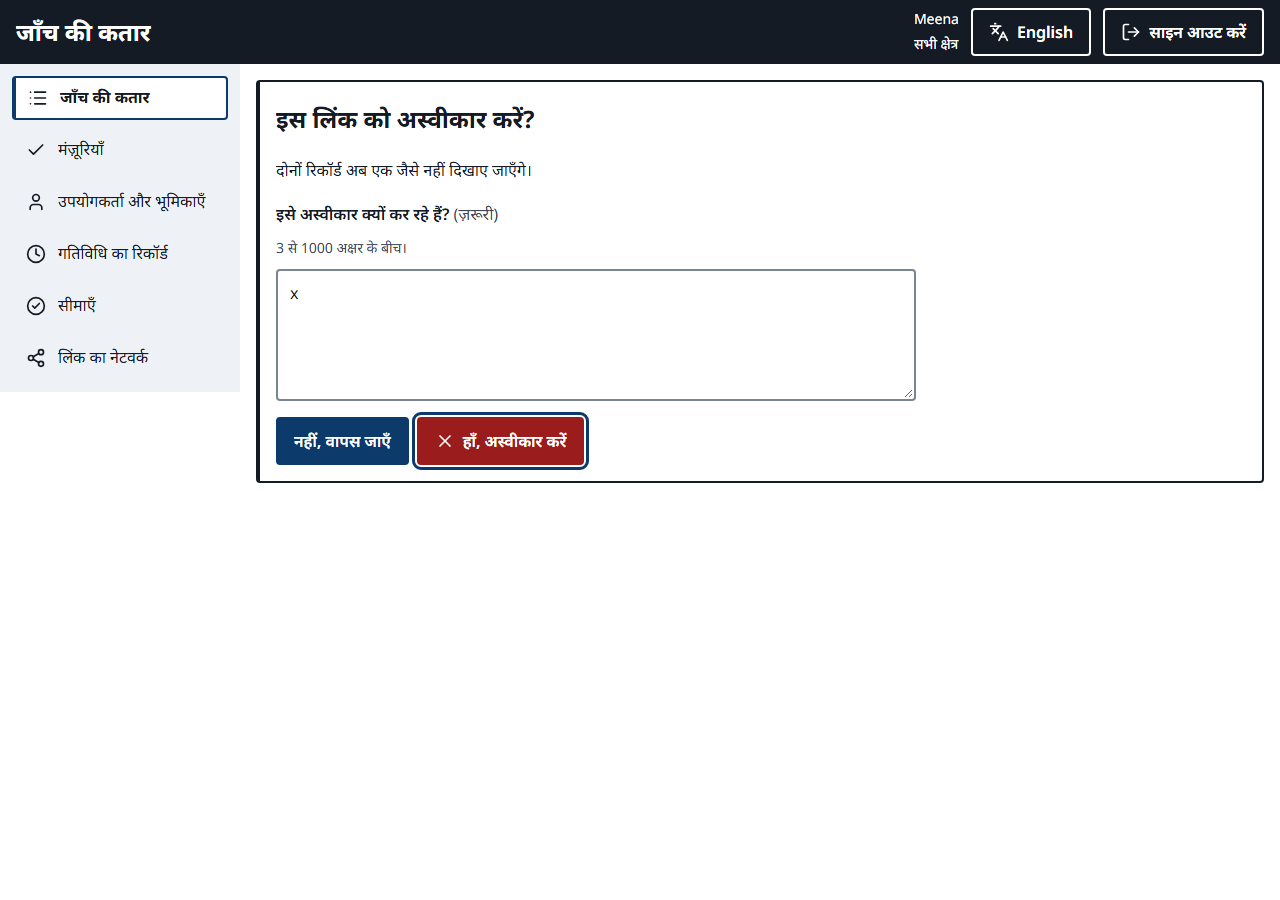 जाँच की कतार
Meena
सभी क्षेत्र
English
साइन आउट करें
जाँच की कतार
मंज़ूरियाँ
उपयोगकर्ता और भूमिकाएँ
गतिविधि का रिकॉर्ड
सीमाएँ
लिंक का नेटवर्क
इस लिंक को अस्वीकार करें?
दोनों रिकॉर्ड अब एक जैसे नहीं दिखाए जाएँगे।
इसे अस्वीकार क्यों कर रहे हैं? (ज़रूरी)
3 से 1000 अक्षर के बीच।
x
नहीं, वापस जाएँ
हाँ, अस्वीकार करें